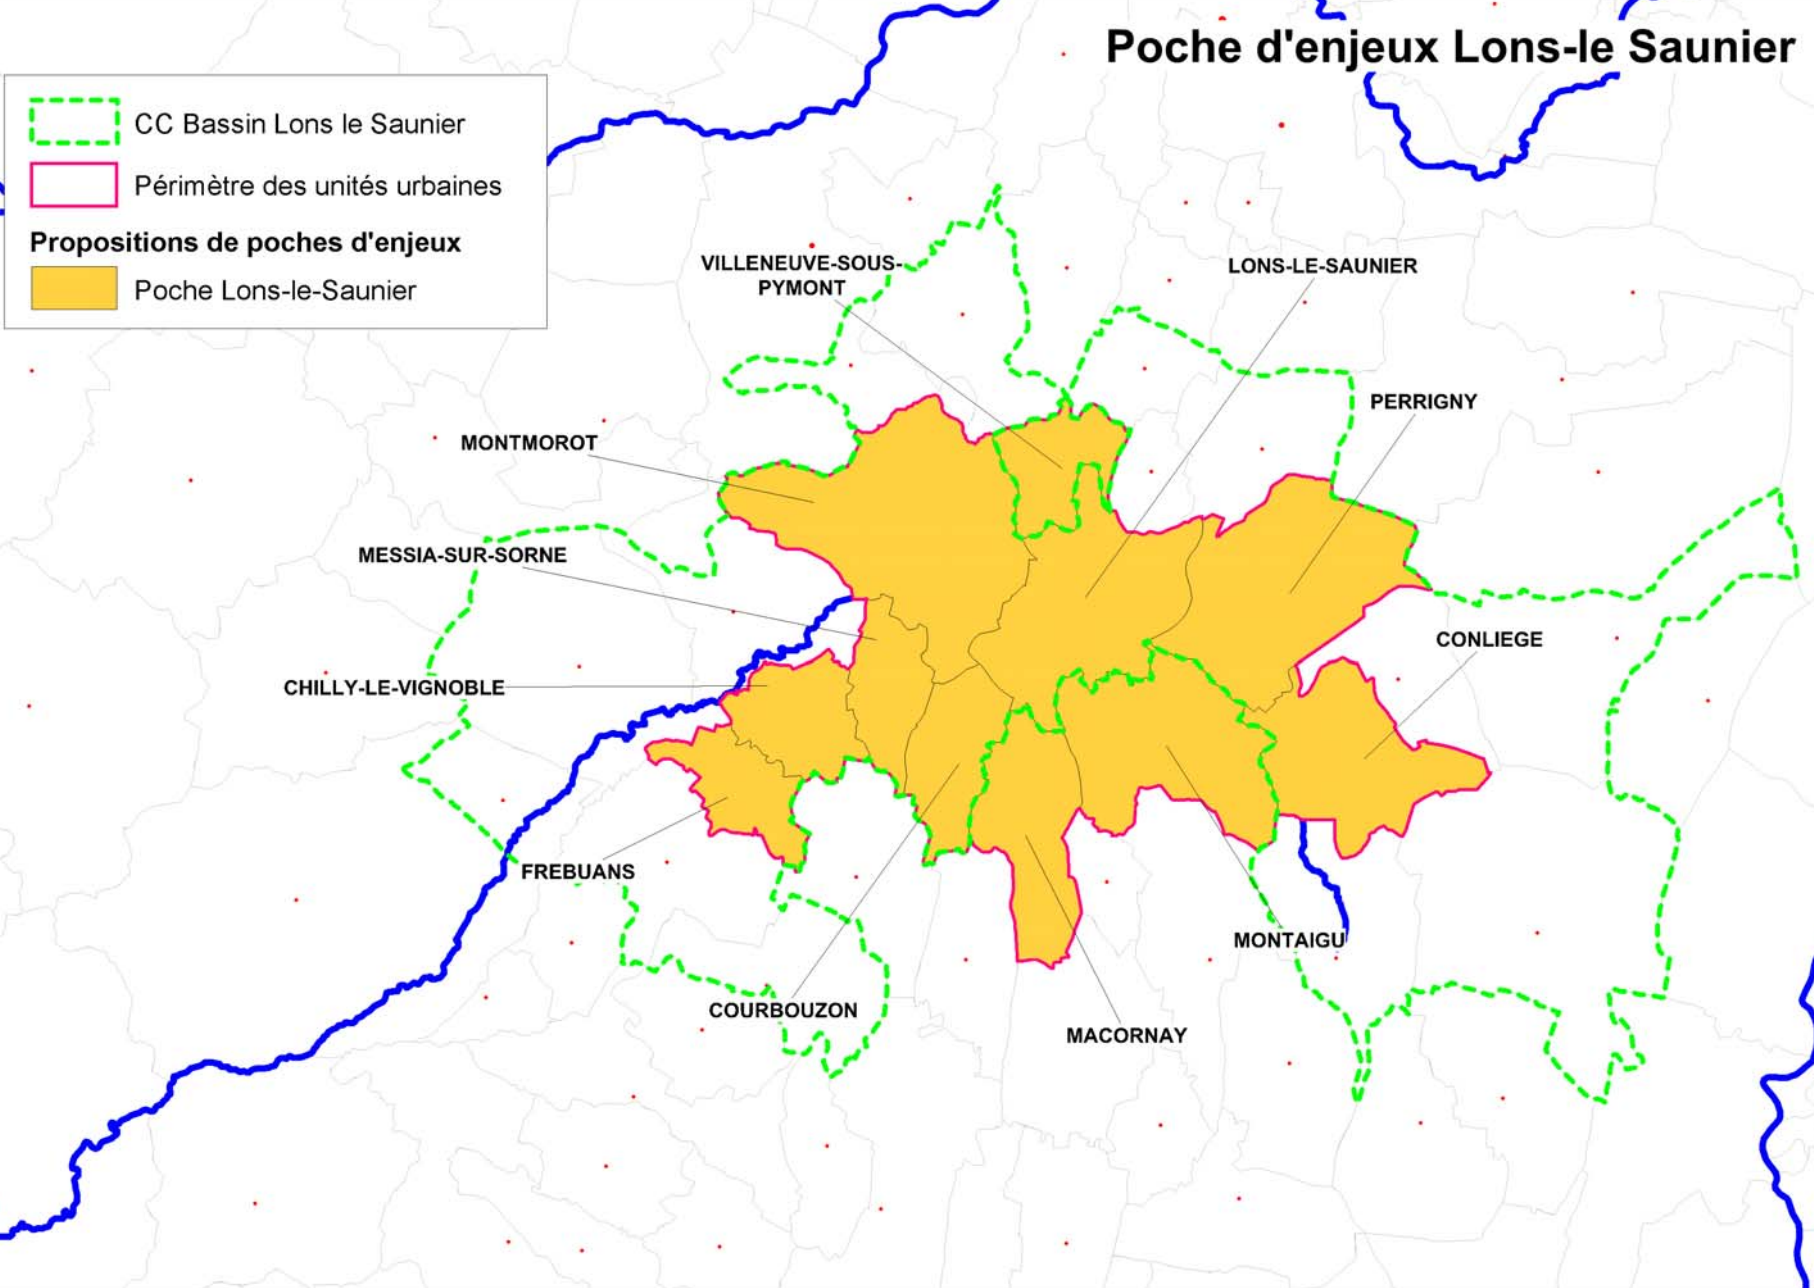 Poche d'enjeux Lons-le Saunier
CC Bassin Lons le Saunier
Périmètre des unités urbaines
Propositions de poches d'enjeux
Poche Lons-le-Saunier
VILLENEUVE-SOUS-
PYMONT
LONS-LE-SAUNIER
PERRIGNY
MONTMOROT
MESSIA-SUR-SORNE
CONLIEGE
CHILLY-LE-VIGNOBLE
FREBUANS
MONTAIGU
COURBOUZON
MACORNAY